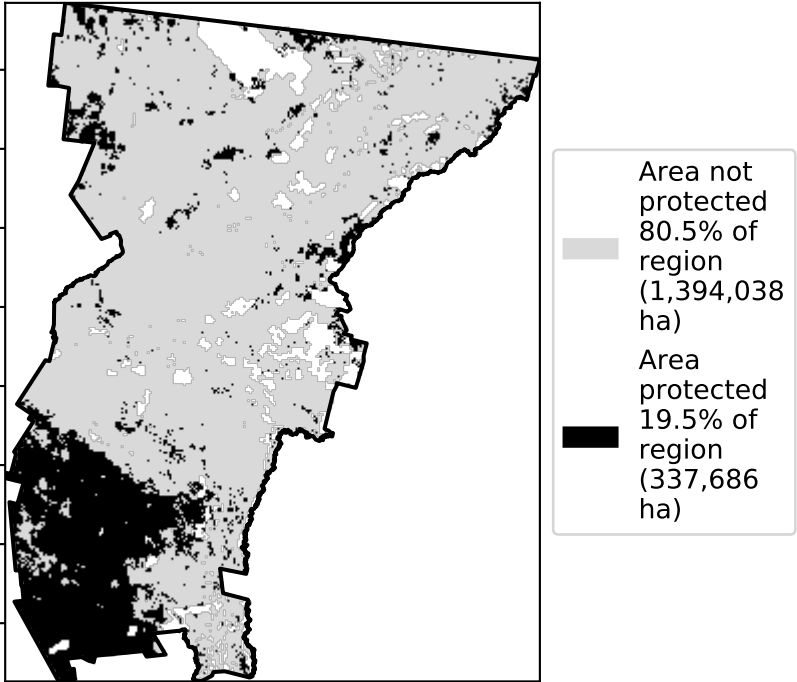 Area not
protected
80.5% of
region
(1,394,038
ha)
Area
protected
19.5% of
region
(337,686
ha)